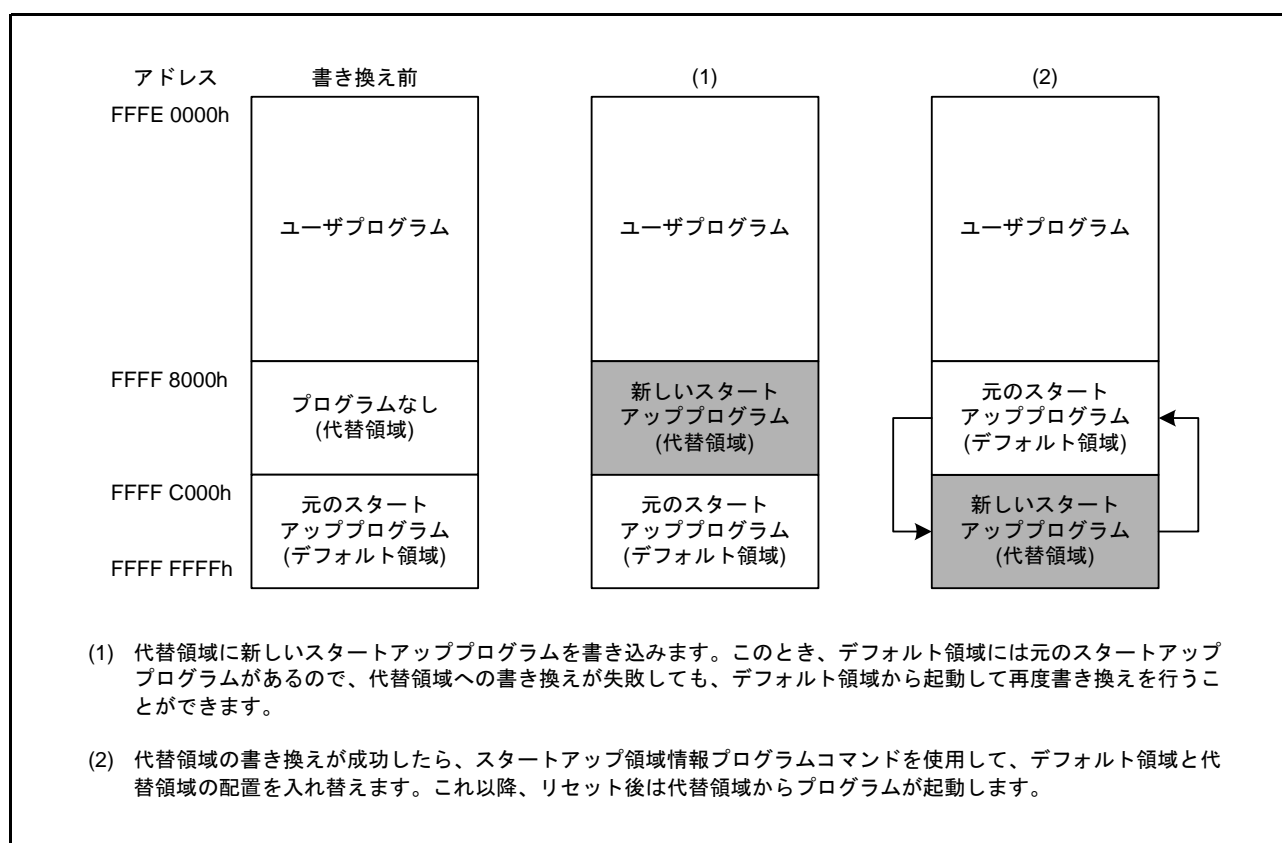 アドレス 書き換え前 (1) (2)
FFFE 0000h
ユーザプログラム ユーザプログラム ユーザプログラム
FFFF 8000h
プログラムなし
(代替領域)
新しいスタート
アッププログラム
(代替領域)
元のスタート
アッププログラム
(デフォルト領域)
FFFF C000h
元のスタート
アッププログラム
(デフォルト領域)
元のスタート
アッププログラム
(デフォルト領域)
新しいスタート
アッププログラム
(代替領域)
FFFF FFFFh
(1) 代替領域に新しいスタートアッププログラムを書き込みます。このとき、デフォルト領域には元のスタートアップ
プログラムがあるので、代替領域への書き換えが失敗しても、デフォルト領域から起動して再度書き換えを行うこ
とができます。
(2) 代替領域の書き換えが成功したら、スタートアップ領域情報プログラムコマンドを使用して、デフォルト領域と代
替領域の配置を入れ替えます。これ以降、リセット後は代替領域からプログラムが起動します。